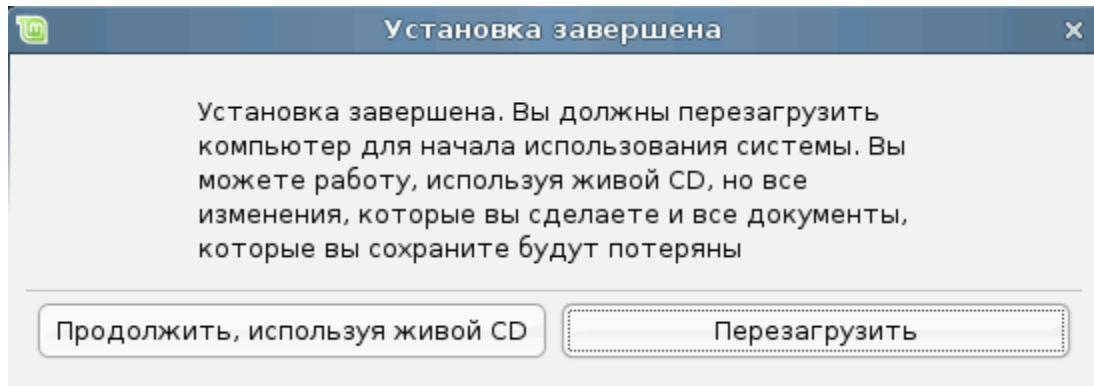 Установка завершена
Установка завершена. Вы должны перезагрузить
компьютер для начала использования системы. Вы
можете работу, используя живой CD, но все
изменения, которые вы сделаете и все документы,
которые вы сохраните будут потеряны
Продолжить, используя живой CD
Перезагрузить